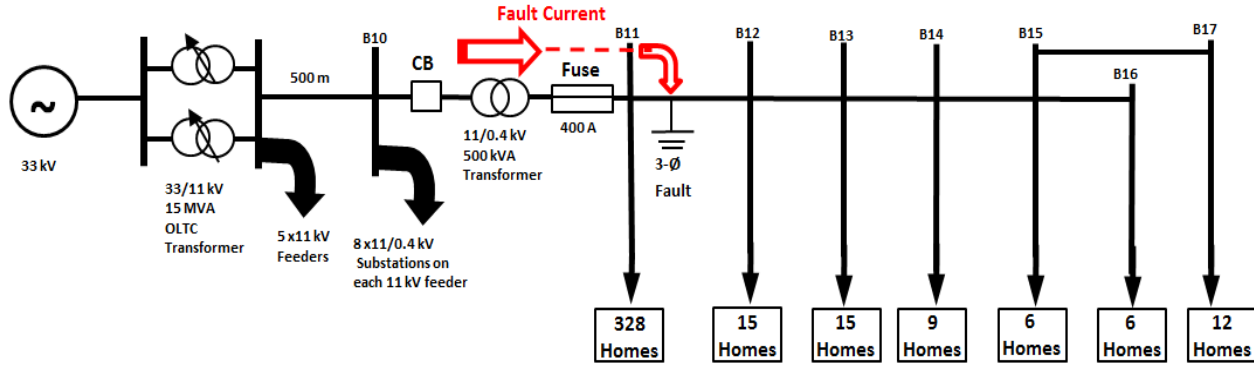 Fault Current
B10
B11
B12
B13
B14
B15
B17
B16
CB
Fuse
500 m
~
33 kV
400 A
11/0.4 kV
500 kVA
Transformer
3-Ø
Fault
33/11 kV
15 MVA
OLTC
Transformer
5 x11 kV
Feeders
8 x11/0.4 kV
Substations on
each 11 kV feeder
328
Homes
15
Homes
15
Homes
9
Homes
6
Homes
6
Homes
12
Homes